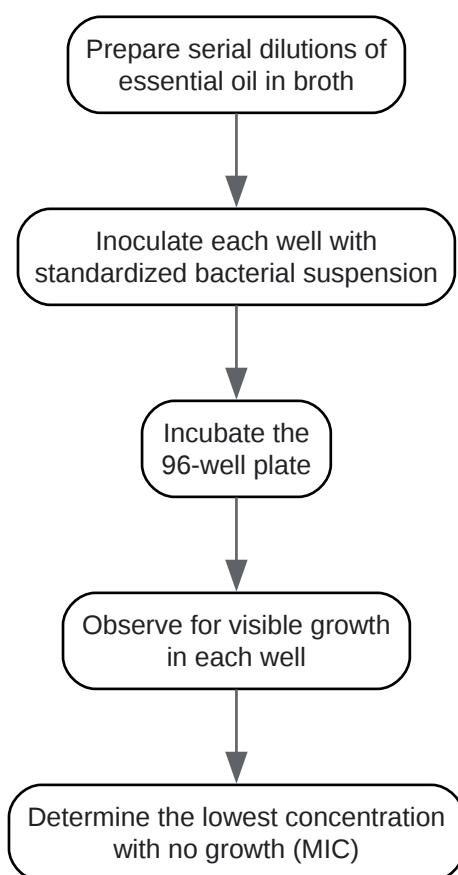 Prepare serial dilutions of
essential oil in broth
Inoculate each well with
standardized bacterial suspension
Incubate the
96-well plate
Observe for visible growth
in each well
Determine the lowest concentration
with no growth (MIC)